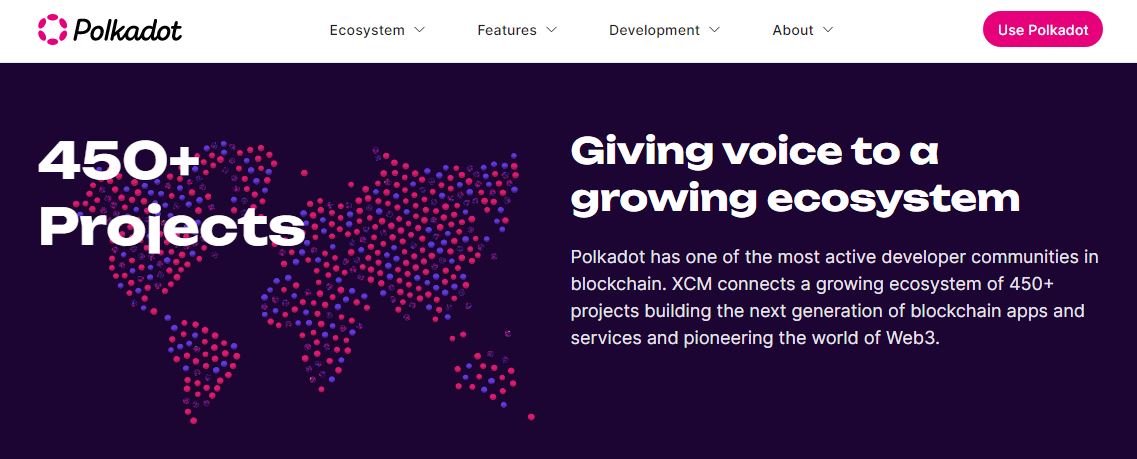 Polkadot
Ecosystem
Features
Development
About
Use Polkadot
450+
Projects
Giving voice to a
growing ecosystem
Polkadot has one of the most active developer communities in
blockchain. XCM connects a growing ecosystem of 450+
projects building the next generation of blockchain apps and
services and pioneering the world of Web3.